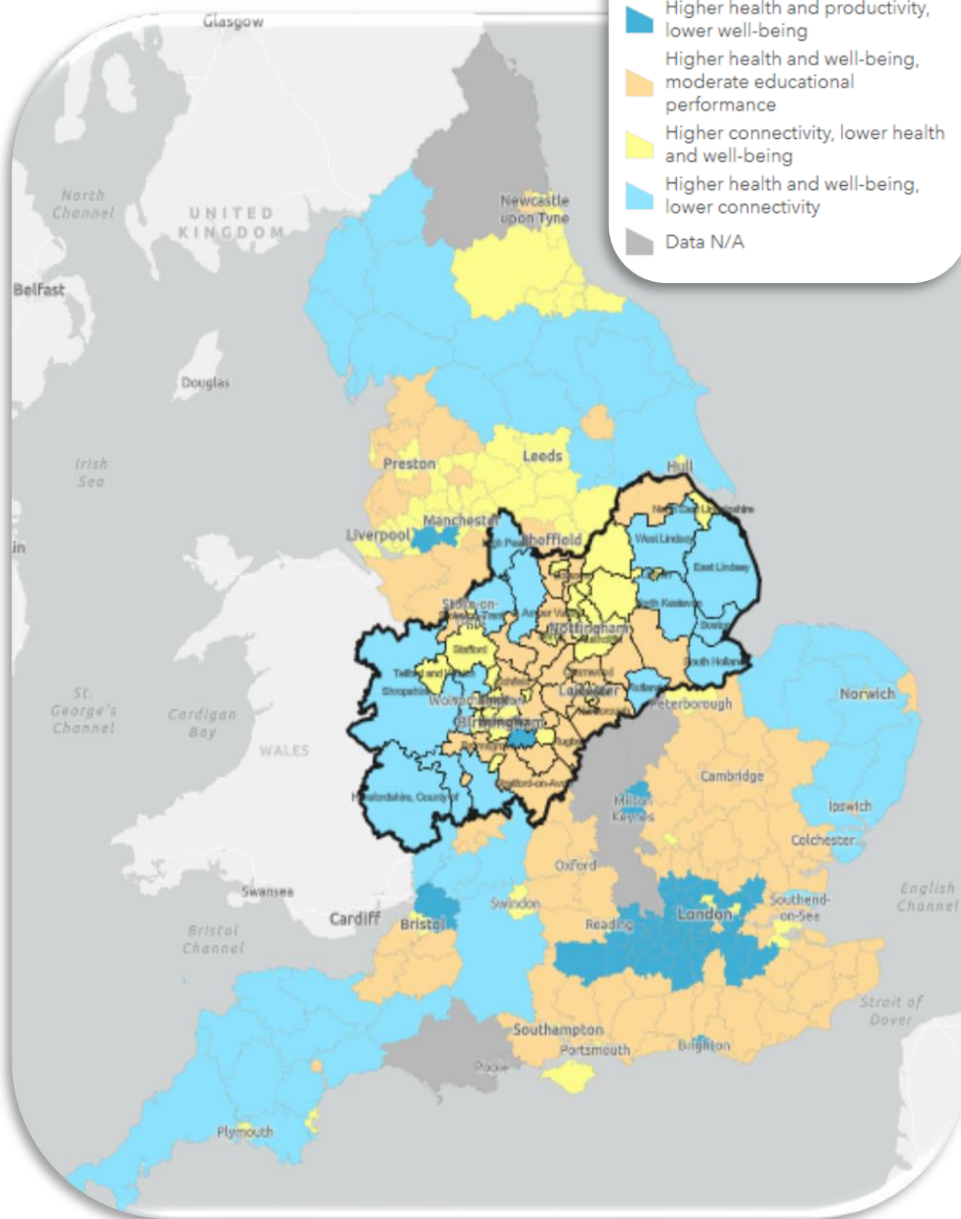 Higher health and productivity,
lower well-being
Higher health and well-being,
moderate educational
performance
Higher connectivity, lower health
and well-being
Higher health and well-being,
lower connectivity
Data N/A
Glasgow
North
Channel
UNITED
KINGDOM
Newcastle
upon Tyne
Belfast
Douglas
Irish
Sea
Preston
Leeds
Hull
Manchester
Liverpool
Sheffield
West Lindsey
East Lindsey
Nottingham
Boston
South Holland
Stafford
Shropshire
St.
George's
Channel
Cardigan
Bay
WALES
Birmingham
Peterborough
Norwich
Stratford-on-Avon
Herefordshire, County of
Cambridge
Milton
Keynes
Ipswich
Colchester
Oxford
Swansea
Cardiff
Bristol
Swindon
Reading
London
Southend-
on-Sea
English
Channel
Bristol
Channel
Strait of
Dover
Southampton
Portsmouth
Brighton
Poole
Plymouth